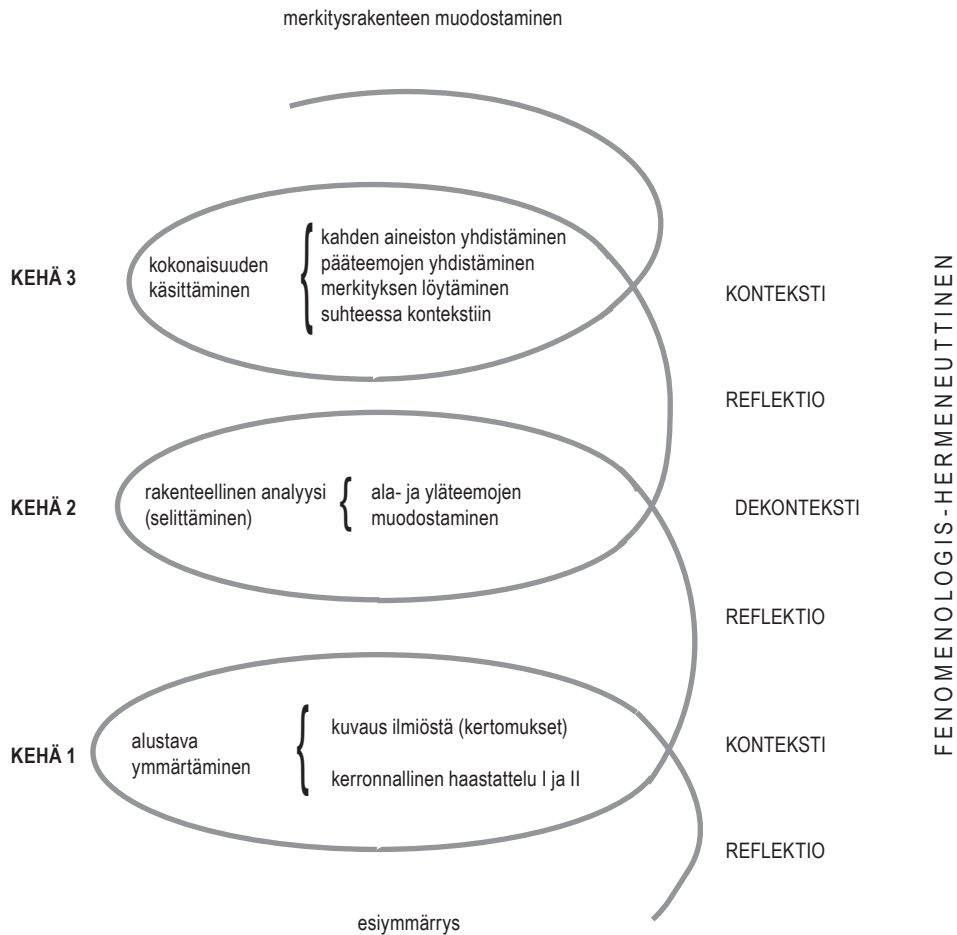 merkitysrakenteen muodostaminen
KEHÄ 3
kokonaisuuden
käsittäminen
{
kahden aineiston yhdistäminen
pääteemojen yhdistäminen
merkityksen löytäminen
suhteessa kontekstiin
KONTEKSTI
REFLEKTIO
KEHÄ 2
rakenteellinen analyysi
(selittäminen)
{
ala- ja yläteemojen
muodostaminen
DEKONTEKSTI
REFLEKTIO
KEHÄ 1
alustava
ymmärtäminen
{
kuvaus ilmiöstä (kertomukset)
kerronnallinen haastattelu I ja II
KONTEKSTI
REFLEKTIO
esiymmärrys
FENOMENOLOGIS-HERMENEUTTINEN